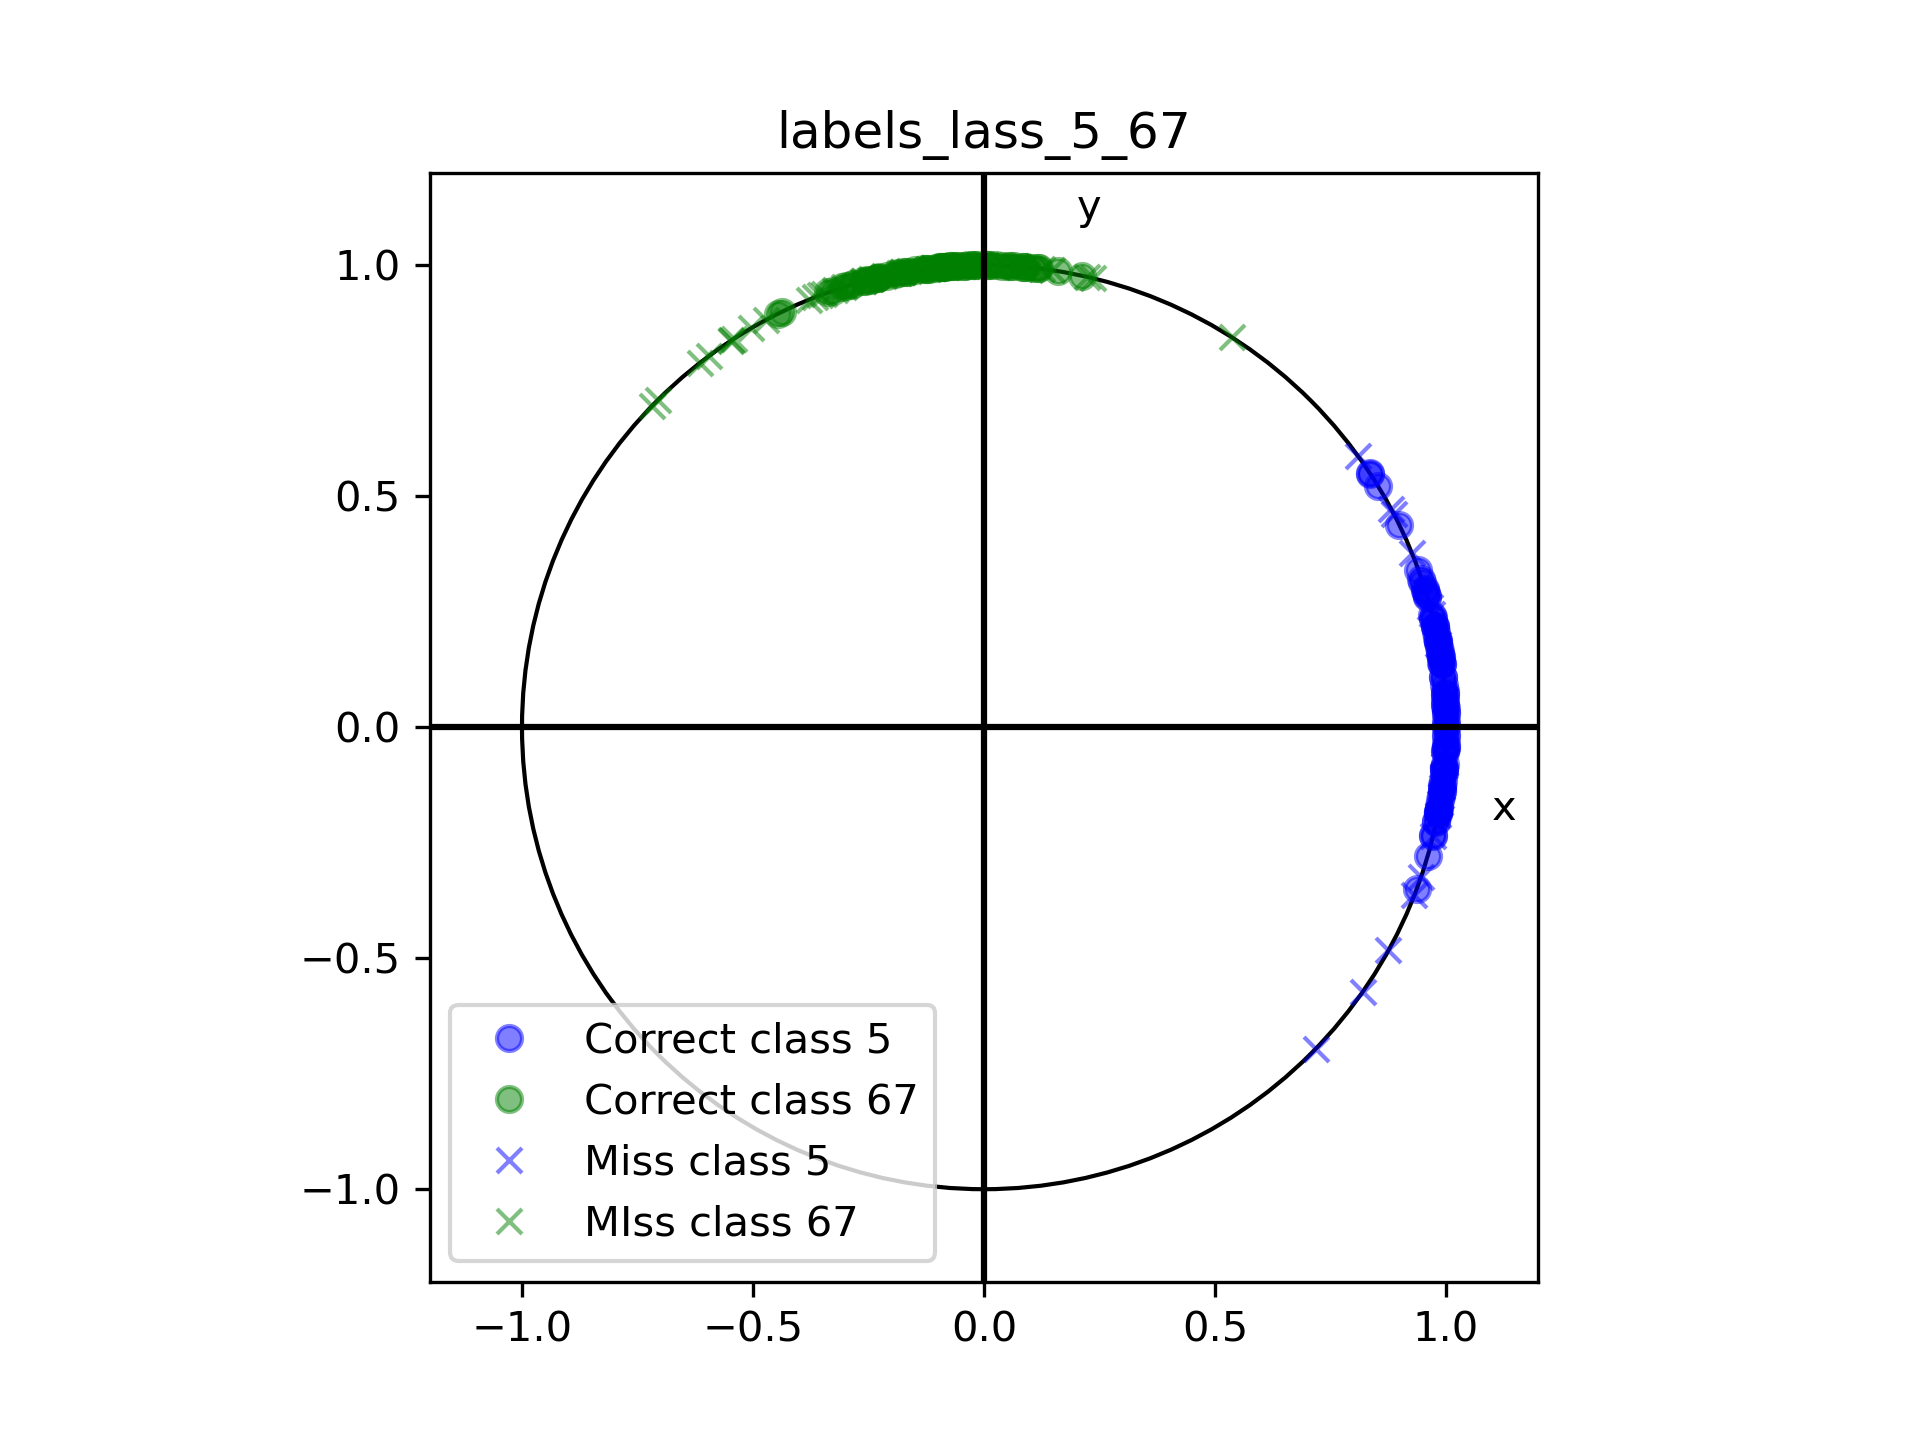 labels_lass_5_67
y
1.0
0.5
0.0
−0.5
−1.0
x
Correct class 5
Correct class 67
Miss class 5
MIss class 67
−1.0 −0.5 0.0 0.5 1.0